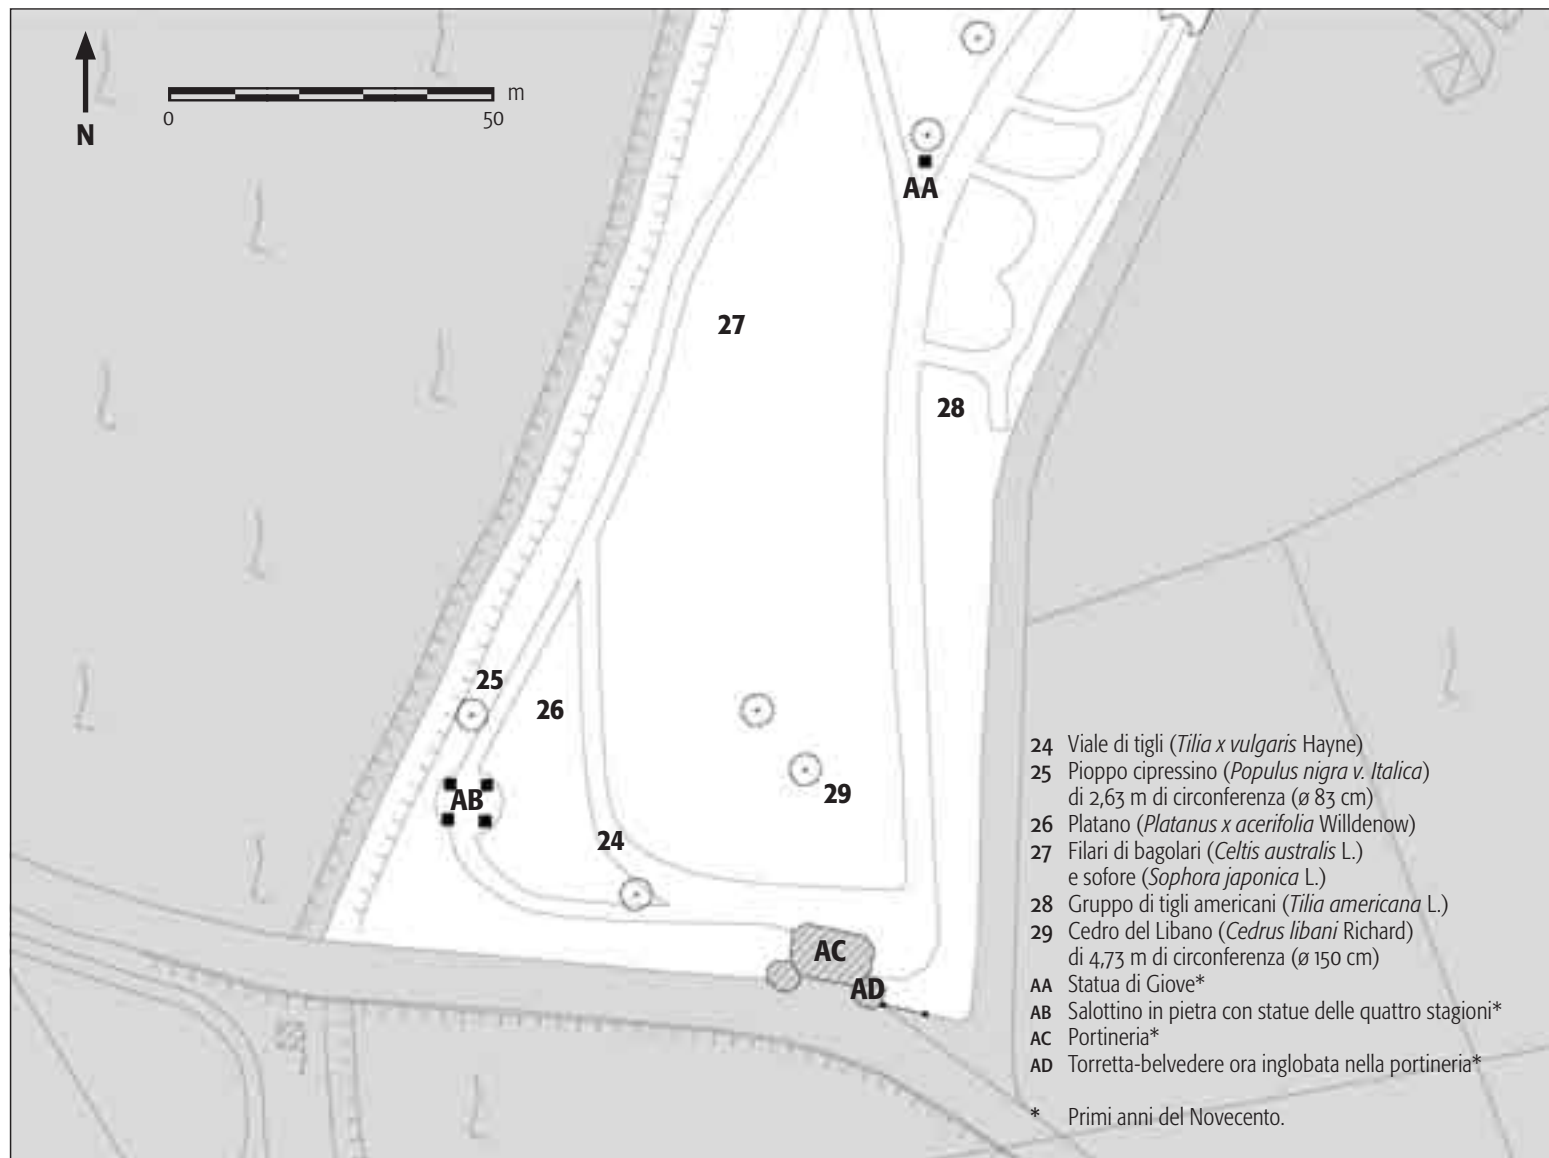 N
0 50 m
AA
27
28
25
26
AB
29
24
AC
AD
24 Viale di tigli (Tilia x vulgaris Hayne)
25 Pioppo cipressino (Populus nigra v. Italica)
di 2,63 m di circonferenza (ø 83 cm)
26 Platano (Platanus x acerifolia Willdenow)
27 Filari di bagolari (Celtis australis L.)
e sofore (Sophora japonica L.)
28 Gruppo di tigli americani (Tilia americana L.)
29 Cedro del Libano (Cedrus libani Richard)
di 4,73 m di circonferenza (ø 150 cm)
AA Statua di Giove*
AB Salottino in pietra con statue delle quattro stagioni*
AC Portineria*
AD Torretta-belvedere ora inglobata nella portineria*
* Primi anni del Novecento.